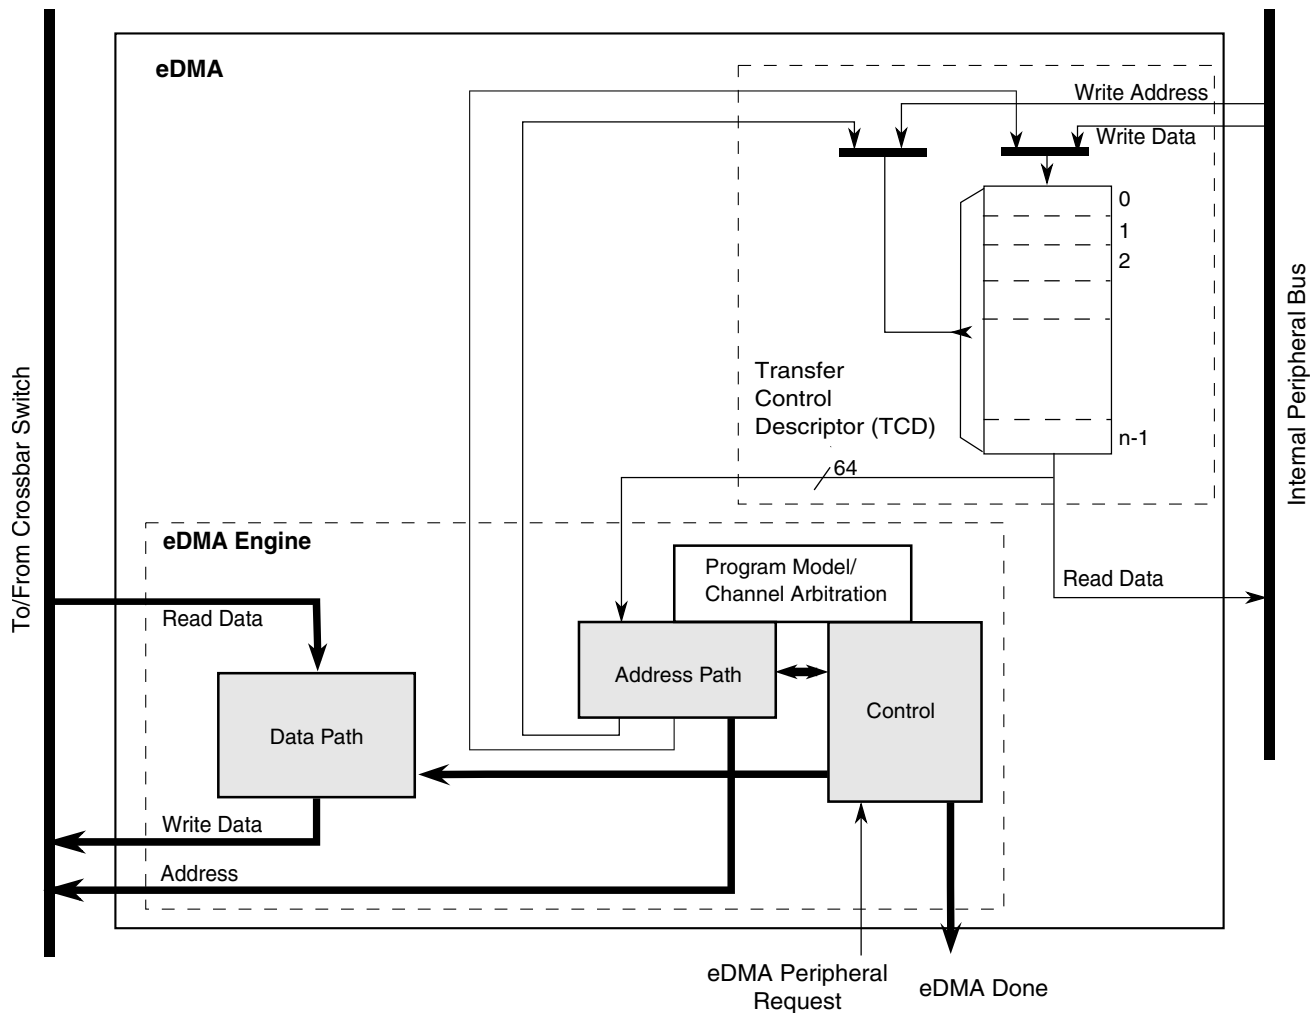 eDMA
Write Address
Write Data
0
1
2
n-1
Transfer
Control
Descriptor (TCD)
64
To/From Crossbar Switch
Internal Peripheral Bus
eDMA Engine
Program Model/
Channel Arbitration
Read Data
Read Data
Address Path
Control
Data Path
Write Data
Address
eDMA Peripheral
Request
eDMA Done